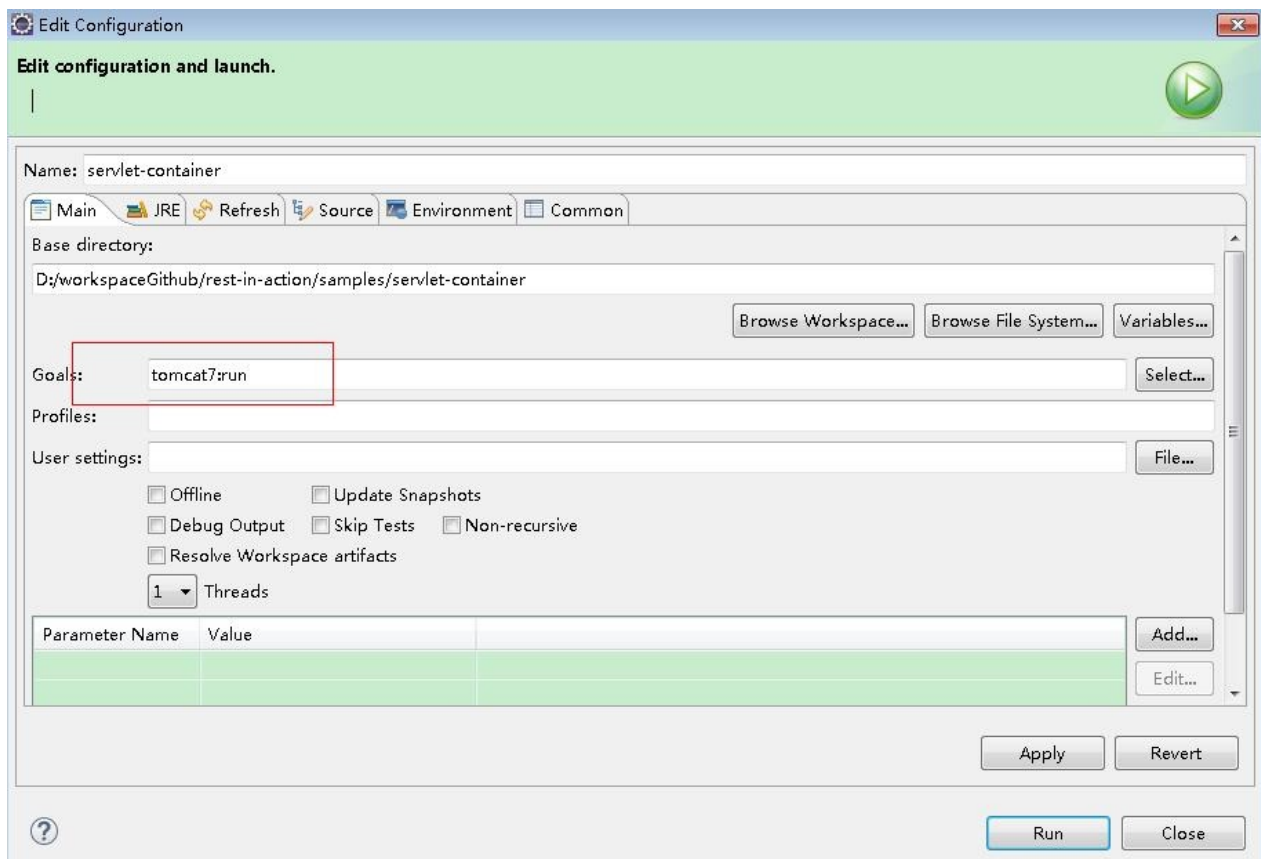 Edit Configuration
Edit configuration and launch.
Name: servlet-container
Main JRE Refresh Source Environment Common
Base directory:
D:/workspaceGithub/rest-in-action/samples/servlet-container
Browse Workspace... Browse File System... Variables...
Goals: tomcat7:run Select...
Profiles:
User settings: File...
Offline Update Snapshots
Debug Output Skip Tests Non-recursive
Resolve Workspace artifacts
1 Threads
Parameter Name Value Add...
Edit...
Apply Revert
? Run Close